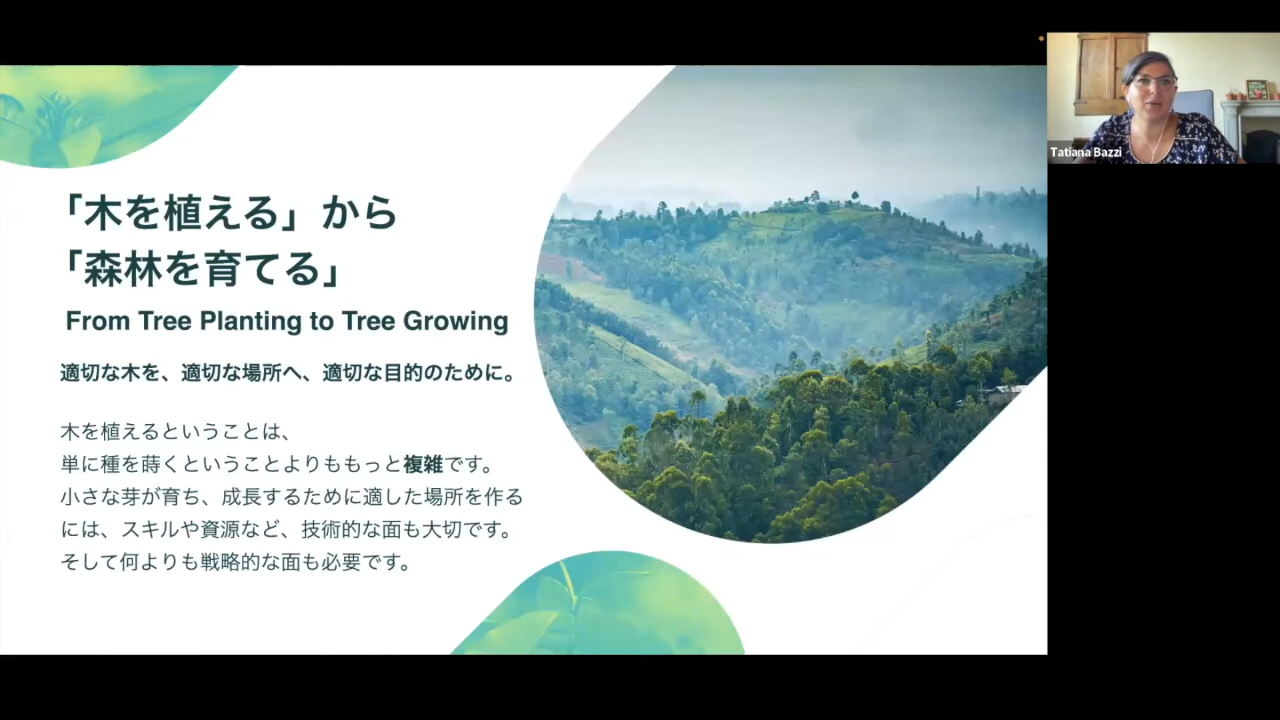 「木を植える」から
「森林を育てる」
From Tree Planting to Tree Growing
適切な木を、適切な場所へ、適切な目的のために。
木を植えるということは、
単に種を蒔くということよりももっと複雑です。
小さな芽が育ち、成長するために適した場所を作る
には、スキルや資源など、技術的な面も大切です。
そして何よりも戦略的な面も必要です。
Tatiana Bazzi